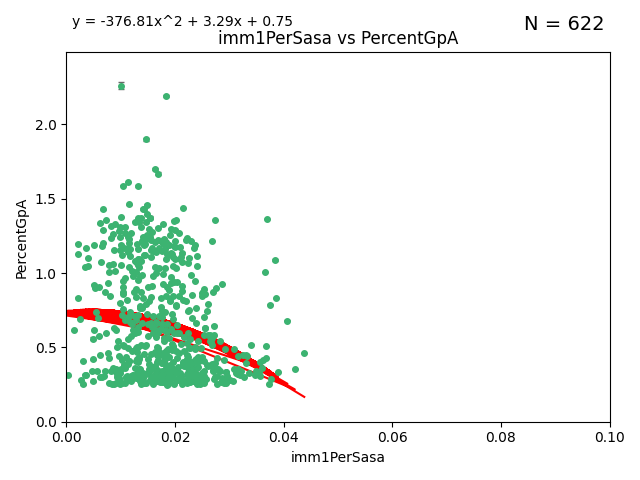 y = -376.81x^2 + 3.29x + 0.75
N = 622
imm1PerSasa vs PercentGpA
PercentGpA
2.0
1.5
1.0
0.5
0.0
0.00 0.02 0.04 0.06 0.08 0.10
imm1PerSasa